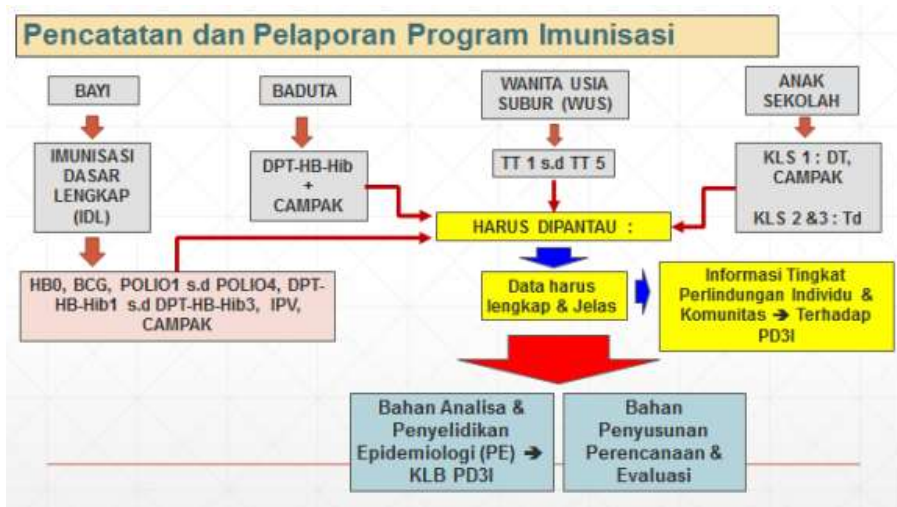 Pencatatan dan Pelaporan Program Imunisasi
BAYI
BADUTA
WANITA USIA
SUBUR (WUS)
ANAK
SEKOLAH
IMUNISASI
DASAR
LENGKAP
(IDL)
DPT-HB-Hib
+
CAMPAK
TT 1 s.d TT 5
KLS 1 : DT,
CAMPAK
KLS 2 &3 : Td
HARUS DIPANTAU :
HB0, BCG, POLIO1 s.d POLIO4, DPT-
HB-Hib1 s.d DPT-HB-Hib3, IPV,
CAMPAK
Data harus
lengkap & Jelas
Informasi Tingkat
Perlindungan Individu &
Komunitas ➔ Terhadap
PD3I
Bahan Analisa &
Penyelidikan
Epidemiologi (PE) ➔
KLB PD3I
Bahan
Penyusunan
Perencanaan &
Evaluasi